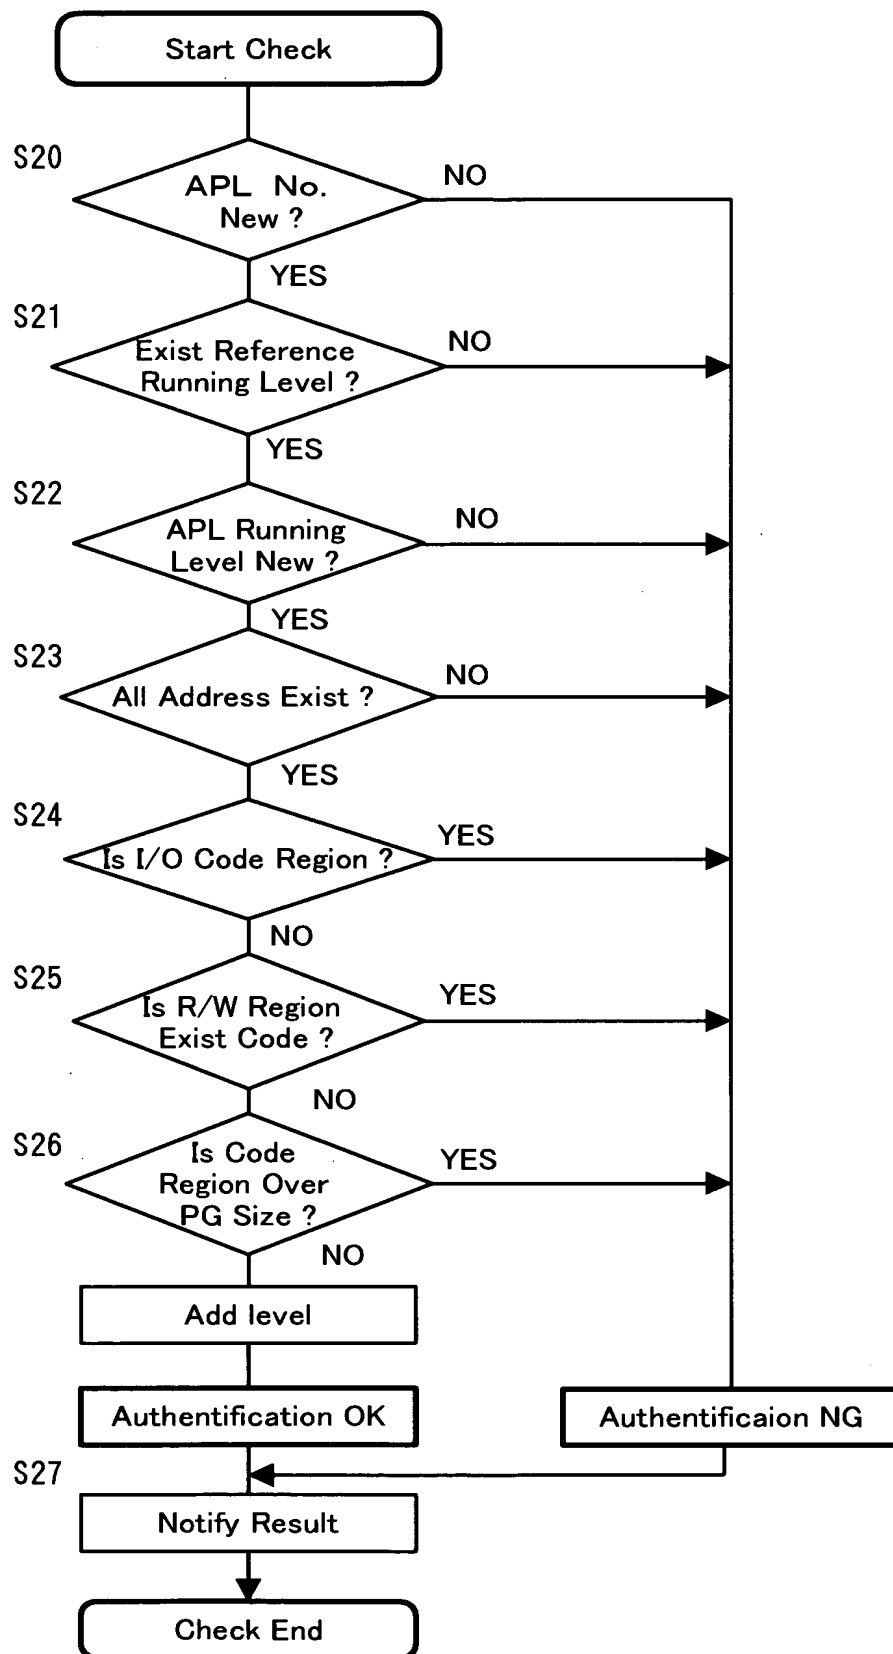 Start Check
S20
APL No.
New ?
NO
YES
S21
Exist Reference
Running Level ?
NO
YES
S22
APL Running
Level New ?
NO
YES
S23
All Address Exist ?
NO
YES
S24
Is I/O Code Region ?
YES
NO
S25
Is R/W Region
Exist Code ?
YES
NO
S26
Is Code
Region Over
PG Size ?
YES
NO
Add level
Authentification OK
Authentificaion NG
S27
Notify Result
Check End